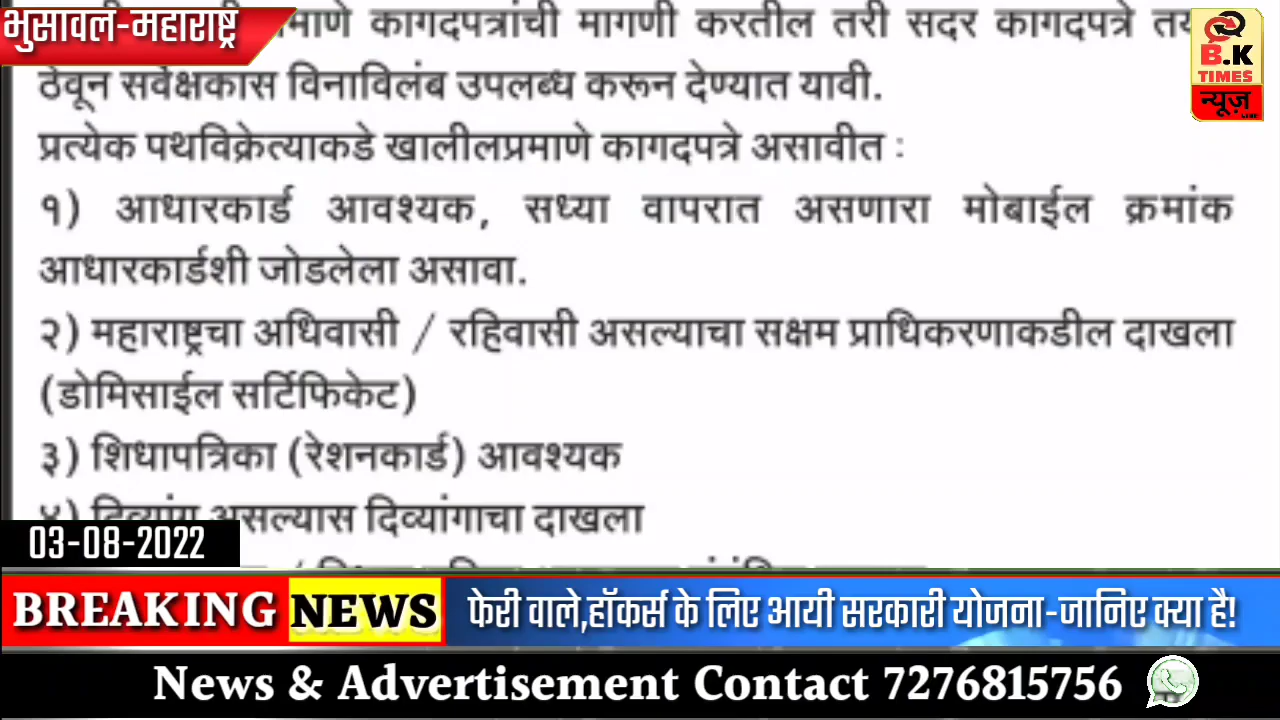 भुसावल-महाराष्ट्र
कागदपत्रांची मागणी करतील तरी सदर कागदपत्रे
ठेवून सर्वेक्षकास विनाविलंब उपलब्ध करून देण्यात यावी.
प्रत्येक पथविक्रेत्याकडे खालीलप्रमाणे कागदपत्रे असावीत :
१) आधारकार्ड आवश्यक, सध्या वापरात असणारा मोबाईल क्रमांक
आधारकार्डशी जोडलेला असावा.
२) महाराष्ट्रचा अधिवासी / रहिवासी असल्याचा सक्षम प्राधिकरणाकडील दाखला
(डोमिसाईल सर्टिफिकेट)
३) शिधापत्रिका (रेशनकार्ड) आवश्यक
४) दिव्यांग असल्यास दिव्यांगाचा दाखला
B.K
TIMES
न्यूज़
LIVE
03-08-2022
BREAKING NEWS
फेरी वाले,हॉकर्स के लिए आयी सरकारी योजना-जानिए क्या है!
News & Advertisement Contact 7276815756